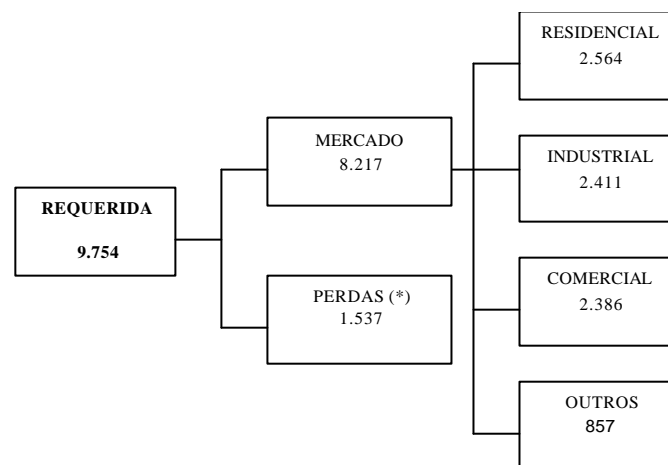 REQUERIDA
9.754
MERCADO
8.217
PERDAS (*)
1.537
RESIDENCIAL
2.564
INDUSTRIAL
2.411
COMERCIAL
2.386
OUTROS
857